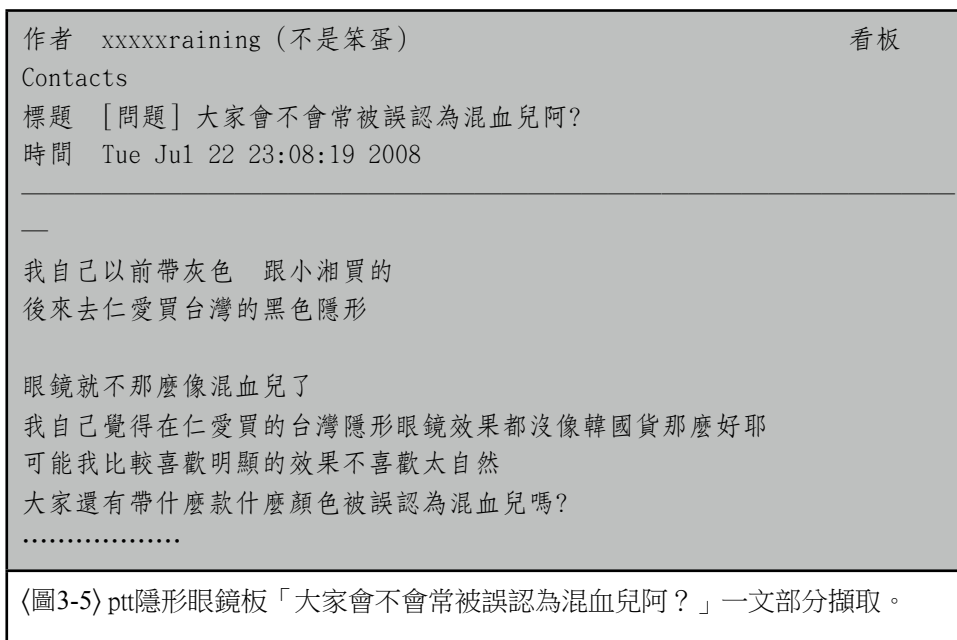 作者　xxxxxraining (不是笨蛋)　看板
Contacts
標題　[問題] 大家會不會常被誤認為混血兒阿?
時間　Tue Jul 22 23:08:19 2008
我自己以前帶灰色　跟小湘買的
後來去仁愛買台灣的黑色隱形
眼鏡就不那麼像混血兒了
我自己覺得在仁愛買的台灣隱形眼鏡效果都沒像韓國貨那麼好耶
可能我比較喜歡明顯的效果不喜歡太自然
大家還有帶什麼款什麼顏色被誤認為混血兒嗎?
………………
〈圖3-5〉ptt隱形眼鏡板「大家會不會常被誤認為混血兒阿？」一文部分擷取。